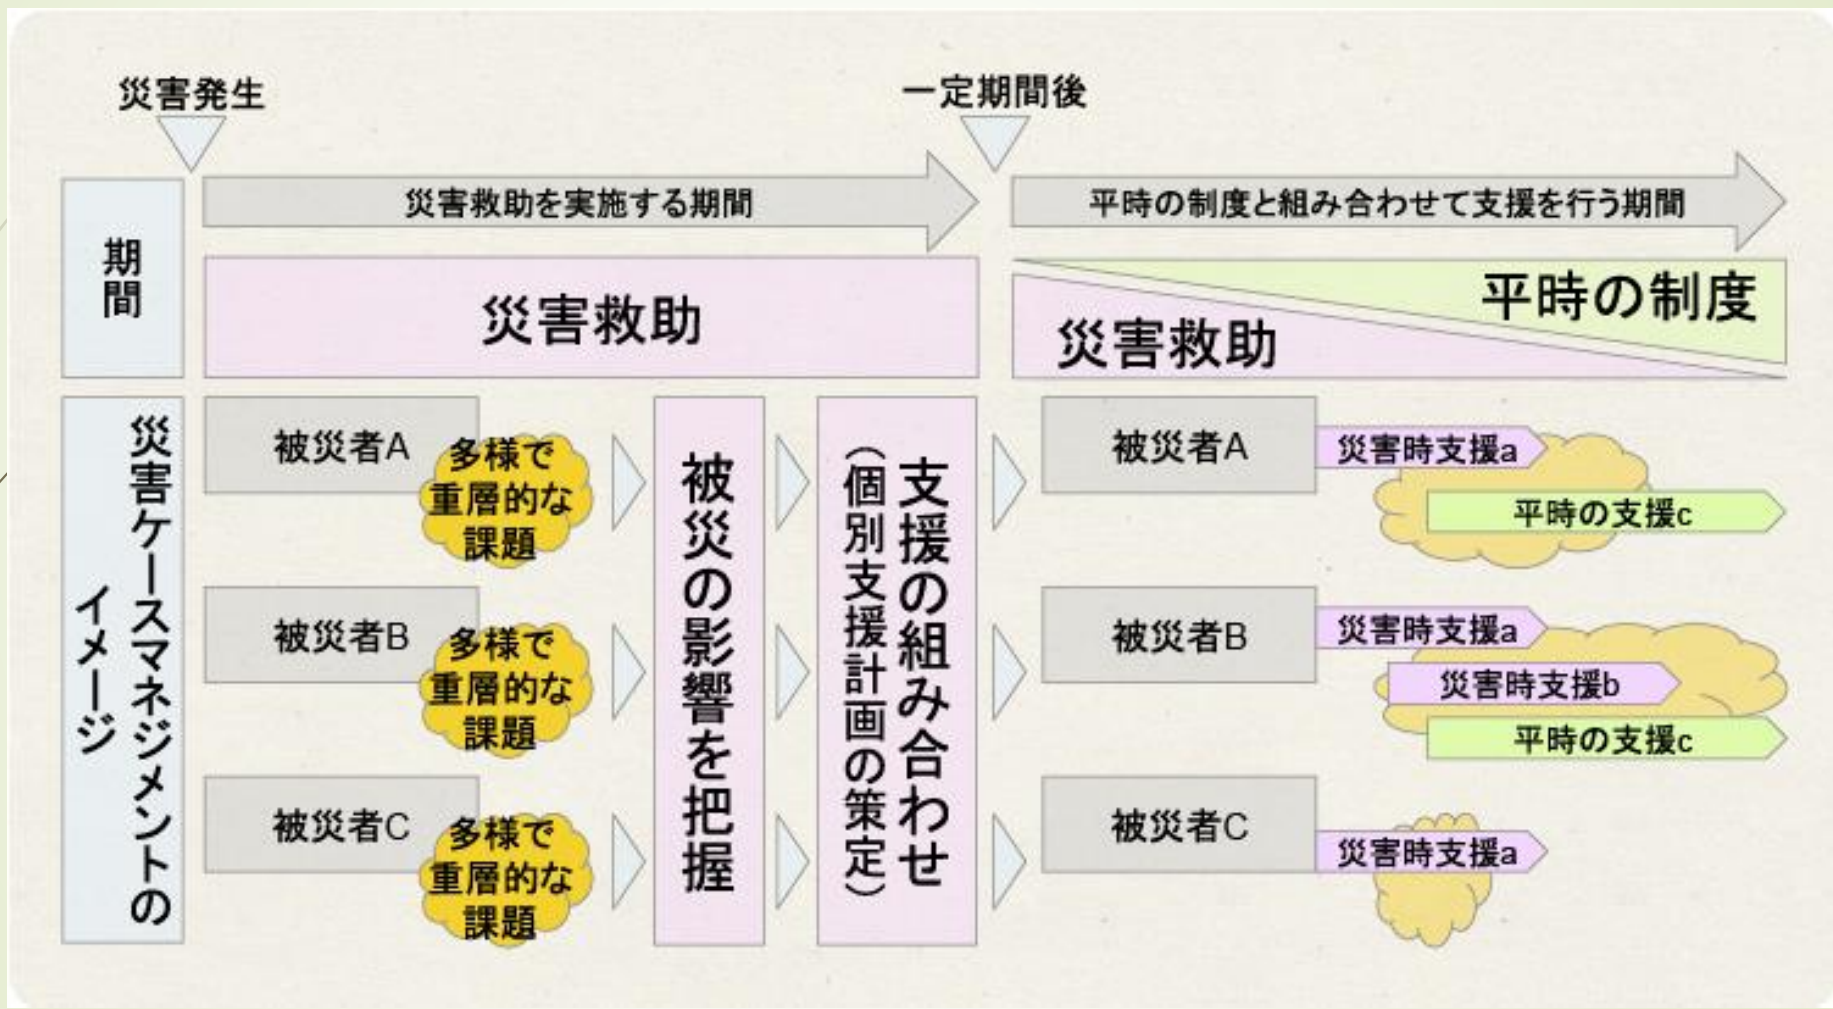 災害発生
一定期間後
期間
災害救助を実施する期間
平時の制度と組み合わせて支援を行う期間
災害救助
平時の制度
災害救助
災害ケースマネジメントの
イメージ
被災者A
多様で
重層的な
課題
被災者B
多様で
重層的な
課題
被災者C
多様で
重層的な
課題
被災の影響を把握
支援の組み合わせ
（個別支援計画の策定）
被災者A
災害時支援a
平時の支援c
被災者B
災害時支援a
災害時支援b
平時の支援c
被災者C
災害時支援a